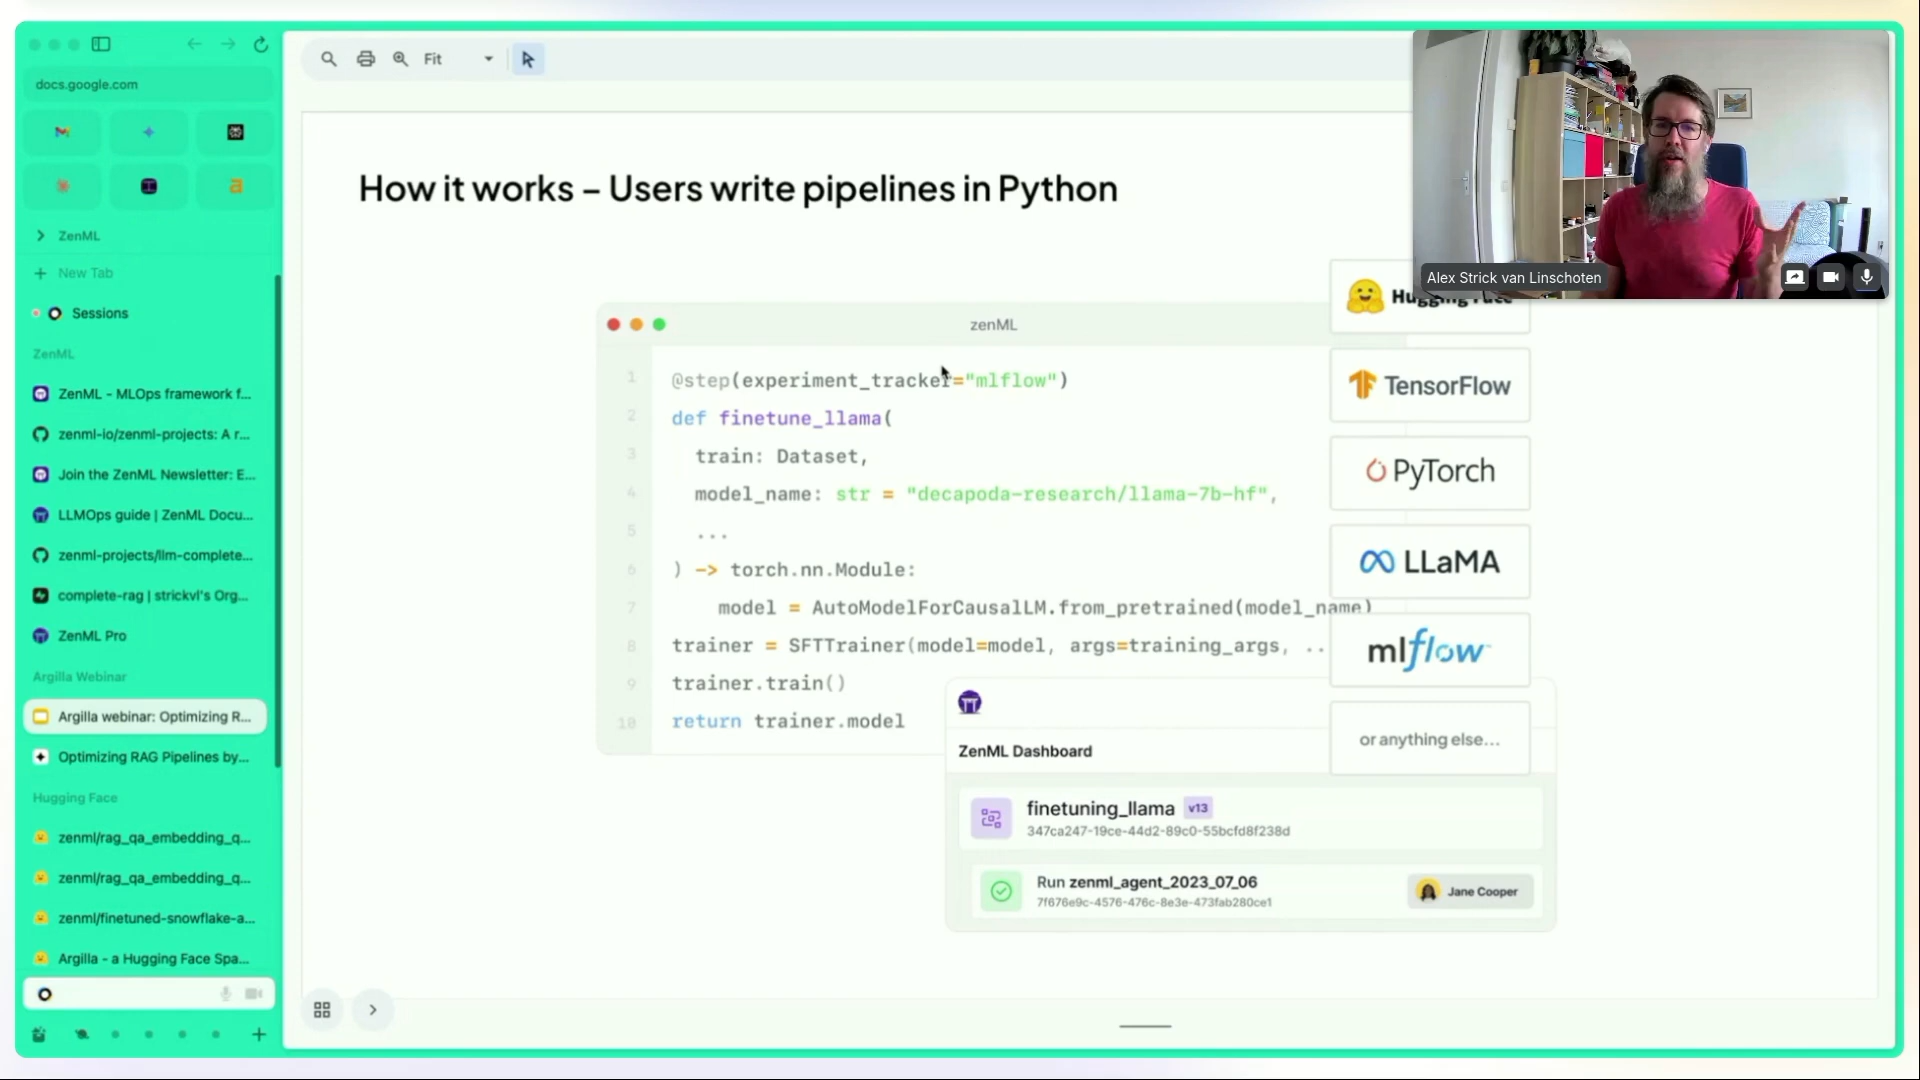 docs.google.com
ZenML
New Tab
Sessions
ZenML
ZenML - MLOps framework f...
zenml-io/zenml-projects: A r...
Join the ZenML Newsletter: E...
LLMOps guide | ZenML Docu...
zenml-projects/llm-complete...
complete-rag | strickvl's Org...
ZenML Pro
Argilla Webinar
Argilla webinar: Optimizing R...
Optimizing RAG Pipelines by...
Hugging Face
zenml/rag_qa_embedding_q...
zenml/rag_qa_embedding_q...
zenml/finetuned-snowflake-a...
Argilla - a Hugging Face Spa...
Fit
How it works – Users write pipelines in Python
zenML
1 @step(experiment_tracker="mlflow")
2 def finetune_llama(
3 train: Dataset,
4 model_name: str = "decapoda-research/llama-7b-hf",
5 ...
6 ) -> torch.nn.Module:
7 model = AutoModelForCausalLM.from_pretrained(model_name)
8 trainer = SFTTrainer(model=model, args=training_args, ..
9 trainer.train()
10 return trainer.model
Hugging Face
TensorFlow
PyTorch
LLaMA
mlflow
or anything else...
ZenML Dashboard
finetuning_llama v13
347ca247-19ce-44d2-89c0-55bcfd8f238d
Run zenml_agent_2023_07_06
7f676e9c-4576-476c-8e3e-473fab280ce1
Jane Cooper
Alex Strick van Linschoten